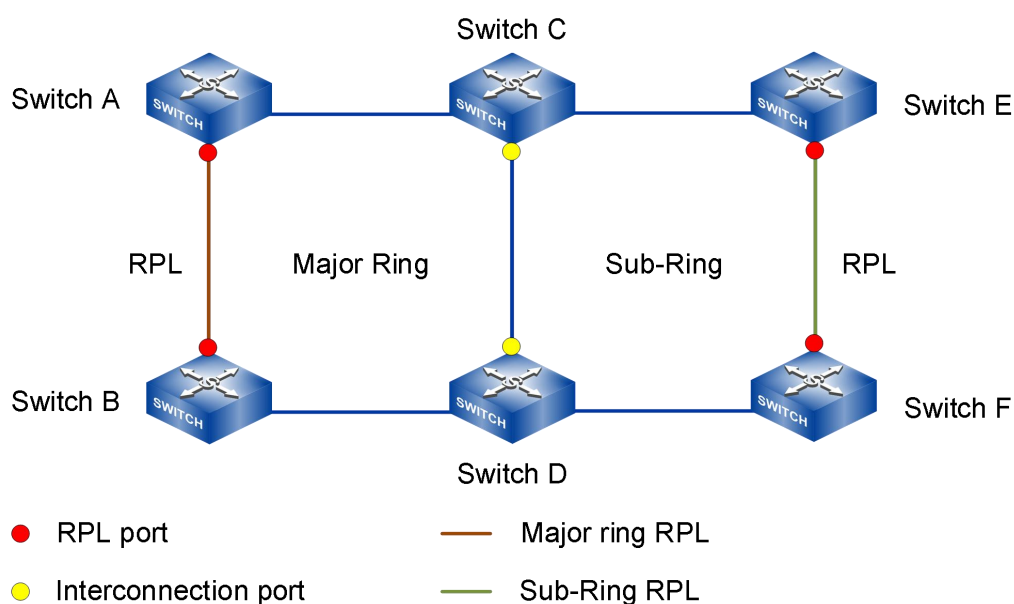 Switch C
Switch A
SWITCH
SWITCH
SWITCH
Switch E
RPL
Major Ring
Sub-Ring
RPL
Switch B
SWITCH
SWITCH
SWITCH
Switch F
Switch D
RPL port
Major ring RPL
Interconnection port
Sub-Ring RPL